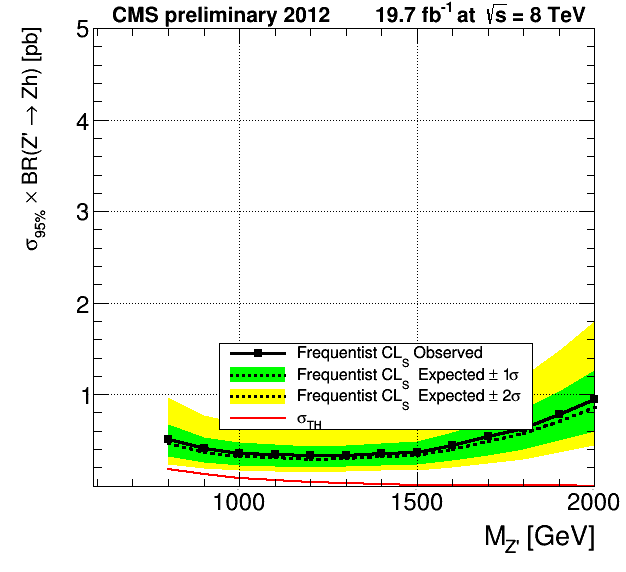 CMS preliminary 2012 19.7 fb⁻¹ at √s = 8 TeV
σ95% × BR(Z' → Zh) [pb]
5
4
3
2
1
Frequentist CLS Observed
Frequentist CLS Expected ± 1σ
Frequentist CLS Expected ± 2σ
σTH
1000 1500 2000
MZ' [GeV]